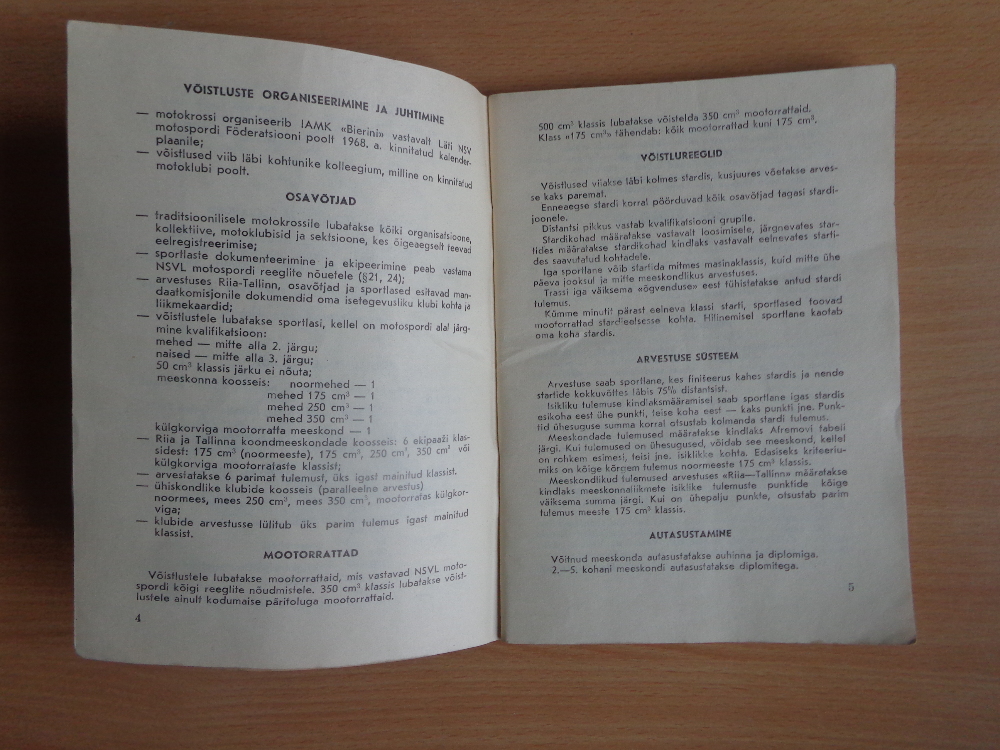 VÕISTLUSTE ORGANISEERIMINE JA JUHTIMINE
— motokrossi organiseerib IAMK «Bierini» vastavalt Läti NSV
motospordi Föderatsiooni poolt 1968. a. kinnitatud kalender-
plaanile;
— võistlused viib läbi kohtunike kolleegium, milline on kinnitatud
motoklubi poolt.
OSAVÕTJAD
— traditsioonilisele motokrossile lubatakse kõiki organisatsioone,
kollektiive, motoklubisid ja sektsioone, kes õigeaegselt teevad
eelregistreerimise;
— sportlaste dokumenteerimine ja ekipeerimine peab vastama
NSVL motospordi reeglite nõuetele (§21, 24);
— arvestuses Riia-Tallinn, osavõtjad ja sportlased esitavad man-
daatkomisjonile dokumendid oma isetegevusliku klubi kohta ja
liikmekaardid;
— võistlustele lubatakse sportlasi, kellel on motospordi alal järg-
mine kvalifikatsioon:
mehed — mitte alla 2. järgu;
naised — mitte alla 3. järgu;
50 cm³ klassis järku ei nõuta;
meeskonna koosseis: noormehed — 1
mehed 175 cm³ — 1
mehed 250 cm³ — 1
mehed 350 cm³ — 1
külgkorviga mootorratta meeskond — 1
— Riia ja Tallinna koondmeeskondade koosseis: 6 ekipaaži klas-
sidest: 175 cm³ (noormeeste), 175 cm³, 250 cm³, 350 cm³ või
külgkorviga mootorrataste klassist;
— arvestatakse 6 parimat tulemust, üks igast mainitud klassist.
— ühiskondlike klubide koosseis (paralleelne arvestus)
noormees, mees 250 cm³, mees 350 cm³, mootorratas külgkor-
viga;
— klubide arvestusse lülitub üks parim tulemus igast mainitud
klassist.
MOOTORRATTAD
Võistlustele lubatakse mootorrattaid, mis vastavad NSVL moto-
spordi kõigi reeglite nõudmistele. 350 cm³ klassis lubatakse võist-
lustele ainult kodumaise päritoluga mootorrattaid.
4
500 cm³ klassis lubatakse võistelda 350 cm³ mootorrattaid.
Klass «175 cm³» tähendab: kõik mootorrattad kuni 175 cm³.
VÕISTLUREEGLID
Võistlused viiakse läbi kolmes stardis, kusjuures võetakse arves-
se kaks paremat.
Enneaegse stardi korral pöörduvad kõik osavõtjad tagasi stardi-
joonele.
Distantsi pikkus vastab kvalifikatsiooni grupile.
Stardikohad määratakse vastavalt loosimisele, järgnevates star-
tides määratakse stardikohad kindlaks vastavalt eelnevates starti-
des saavutatud kohtadele.
Iga sportlane võib startida mitmes masinaklassis, kuid mitte ühe
päeva jooksul ja mitte meeskondlikus arvestuses.
Trassi iga väiksema «õgvenduse» eest tühistatakse antud stardi
tulemus.
Kümme minutit pärast eelneva klassi starti, sportlased toovad
mootorrattad stardieelsesse kohta. Hilinemisel sportlane kaotab
oma koha stardis.
ARVESTUSE SÜSTEEM
Arvestuse saab sportlane, kes finišeerus kahes stardis ja nende
startide kokkuvõttes läbis 75% distantsist.
Isikliku tulemuse kindlaksmääramisel saab sportlane igas stardis
esikoha eest ühe punkti, teise koha eest — kaks punkti jne. Punk-
tid ühesuguse summa korral otsustab kolmanda stardi tulemus.
Meeskondade tulemused määratakse kindlaks Afremovi tabeli
järgi. Kui tulemused on ühesugused, võidab see meeskond, kellel
on rohkem esimesi, teisi jne. isiklikke kohta. Edasiseks kriteeriu-
miks on kõige kõrgem tulemus noormeeste 175 cm³ klassis.
Meeskondlikud tulemused arvestuses «Riia—Tallinn» määratakse
kindlaks meeskonnaliikmete isiklike tulemuste punktide kõige
väiksema summa järgi. Kui on ühepalju punkte, otsustab parim
tulemus meeste 175 cm³ klassis.
AUTASUSTAMINE
Võitnud meeskonda autasustatakse auhinna ja diplomiga.
2.—5. kohani meeskondi autasustatakse diplomitega.
5